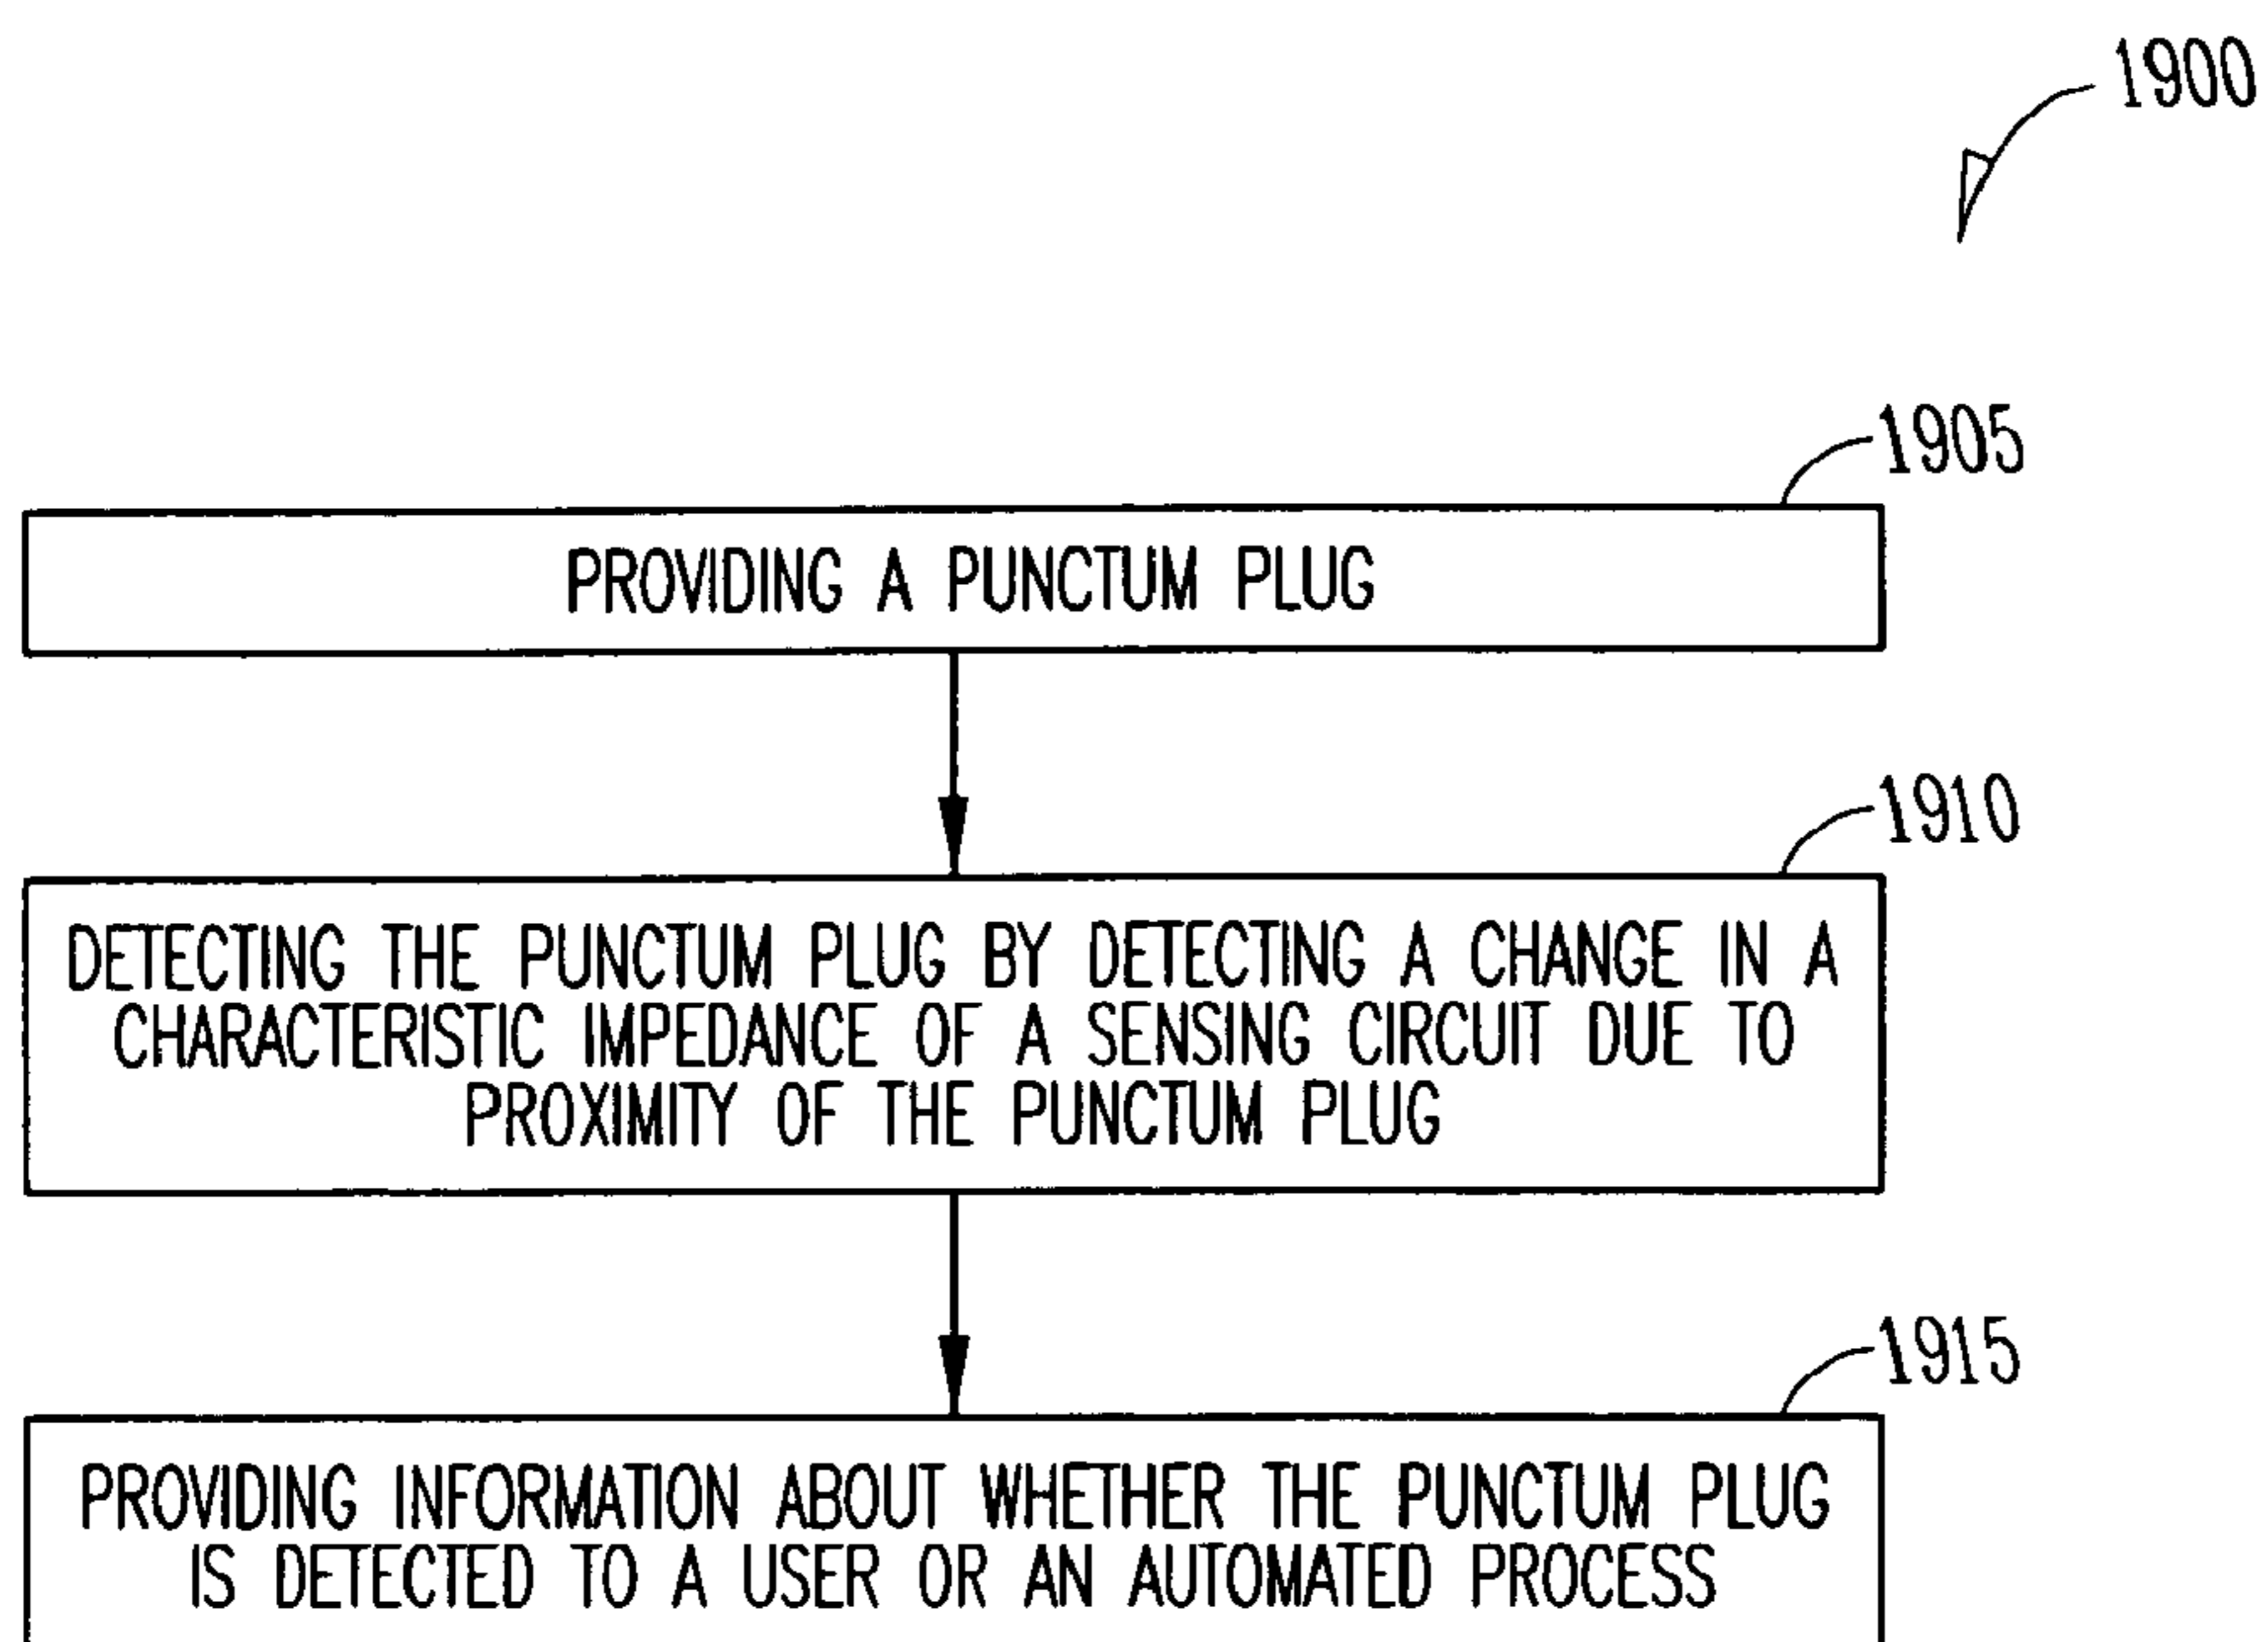 1900
1905
PROVIDING A PUNCTUM PLUG
1910
DETECTING THE PUNCTUM PLUG BY DETECTING A CHANGE IN A
CHARACTERISTIC IMPEDANCE OF A SENSING CIRCUIT DUE TO
PROXIMITY OF THE PUNCTUM PLUG
1915
PROVIDING INFORMATION ABOUT WHETHER THE PUNCTUM PLUG
IS DETECTED TO A USER OR AN AUTOMATED PROCESS